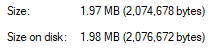 Size: 1.97 MB (2,074,678 bytes)
Size on disk: 1.98 MB (2,076,672 bytes)